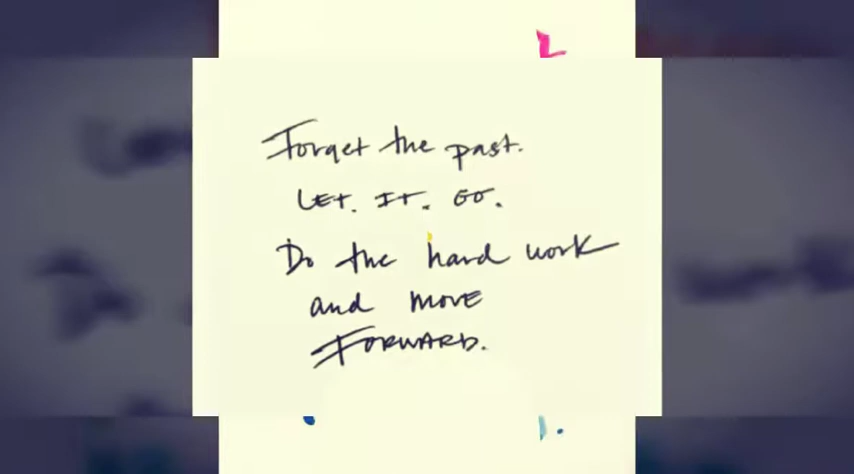 Forget the past.
LET. IT. GO.
Do the hard work
and move
FORWARD.